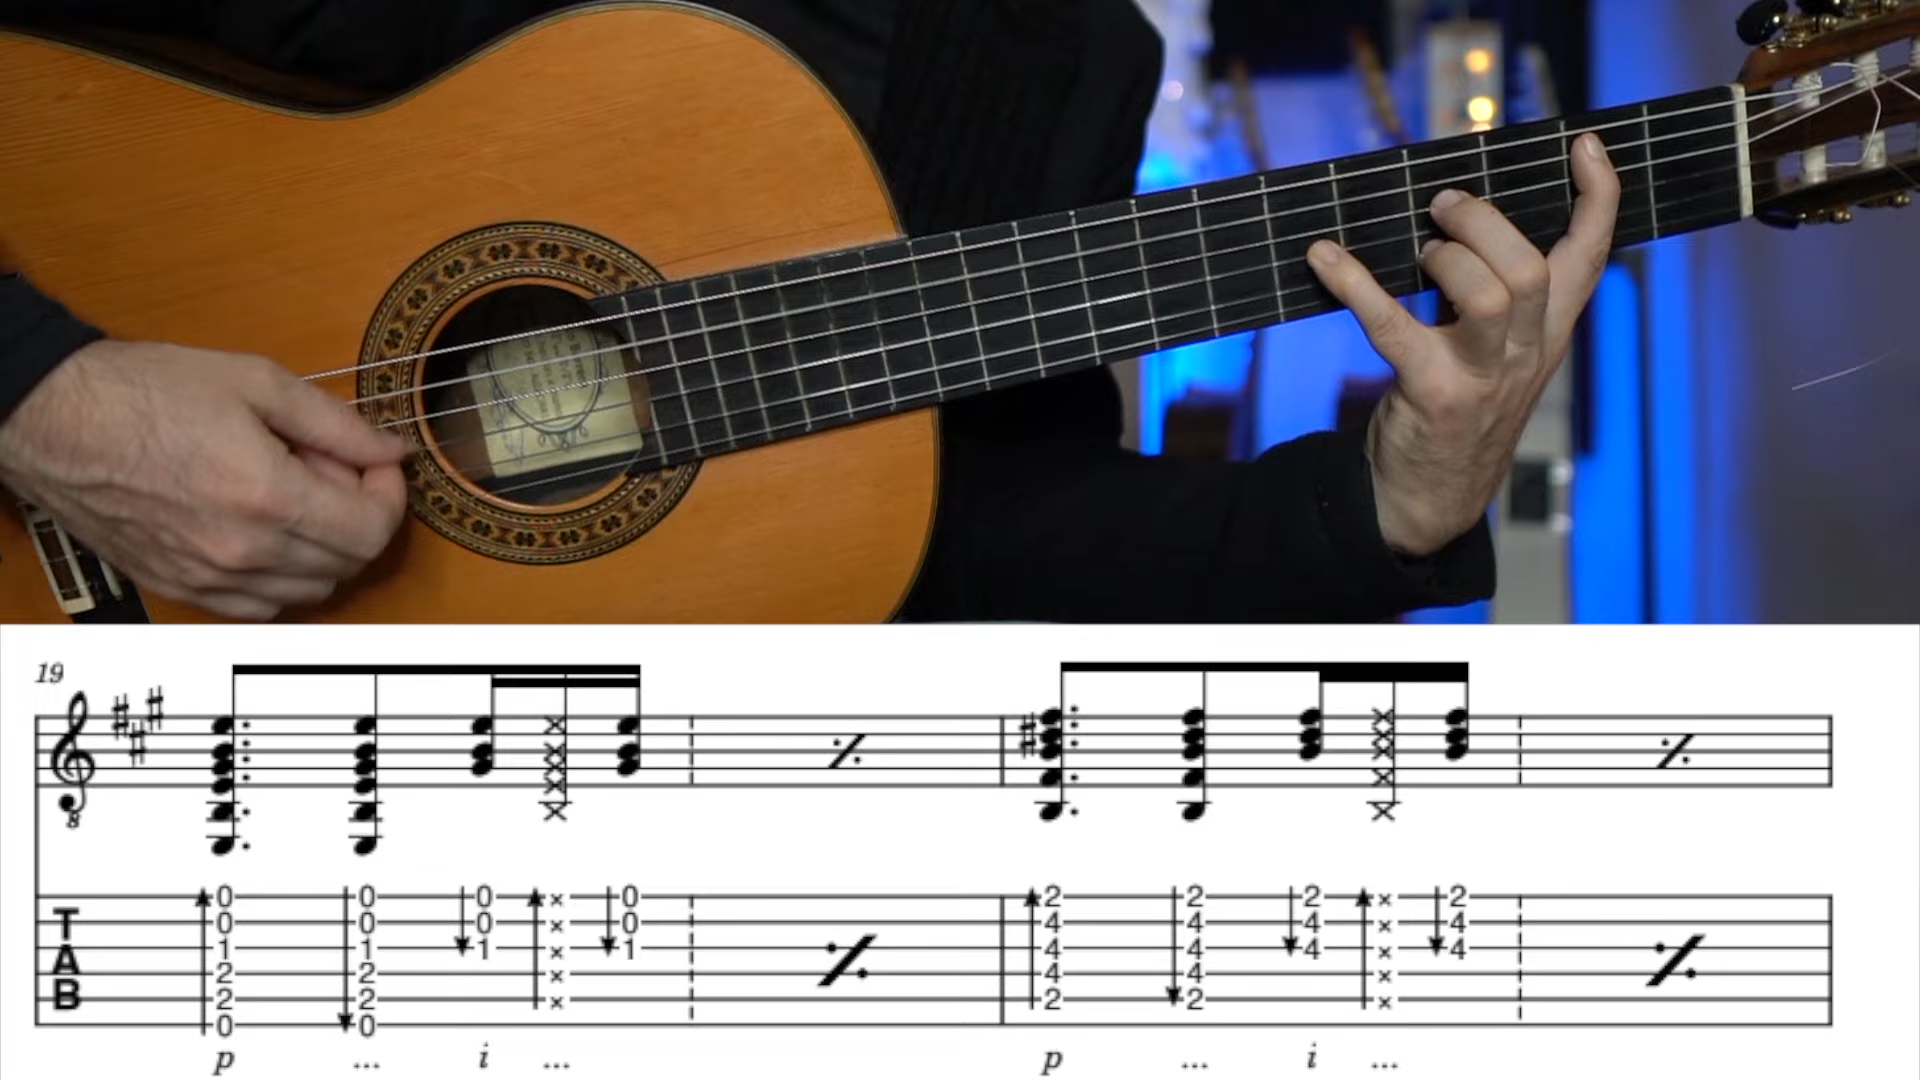 19
8
T
A
B
0 0 0 0 2 2 2 2
0 0 0 0 4 4 4 4
1 1 1 1 4 4 4 4
2 2 4 4
2 2 2 2
0 0
p ... i ... p ... i ...